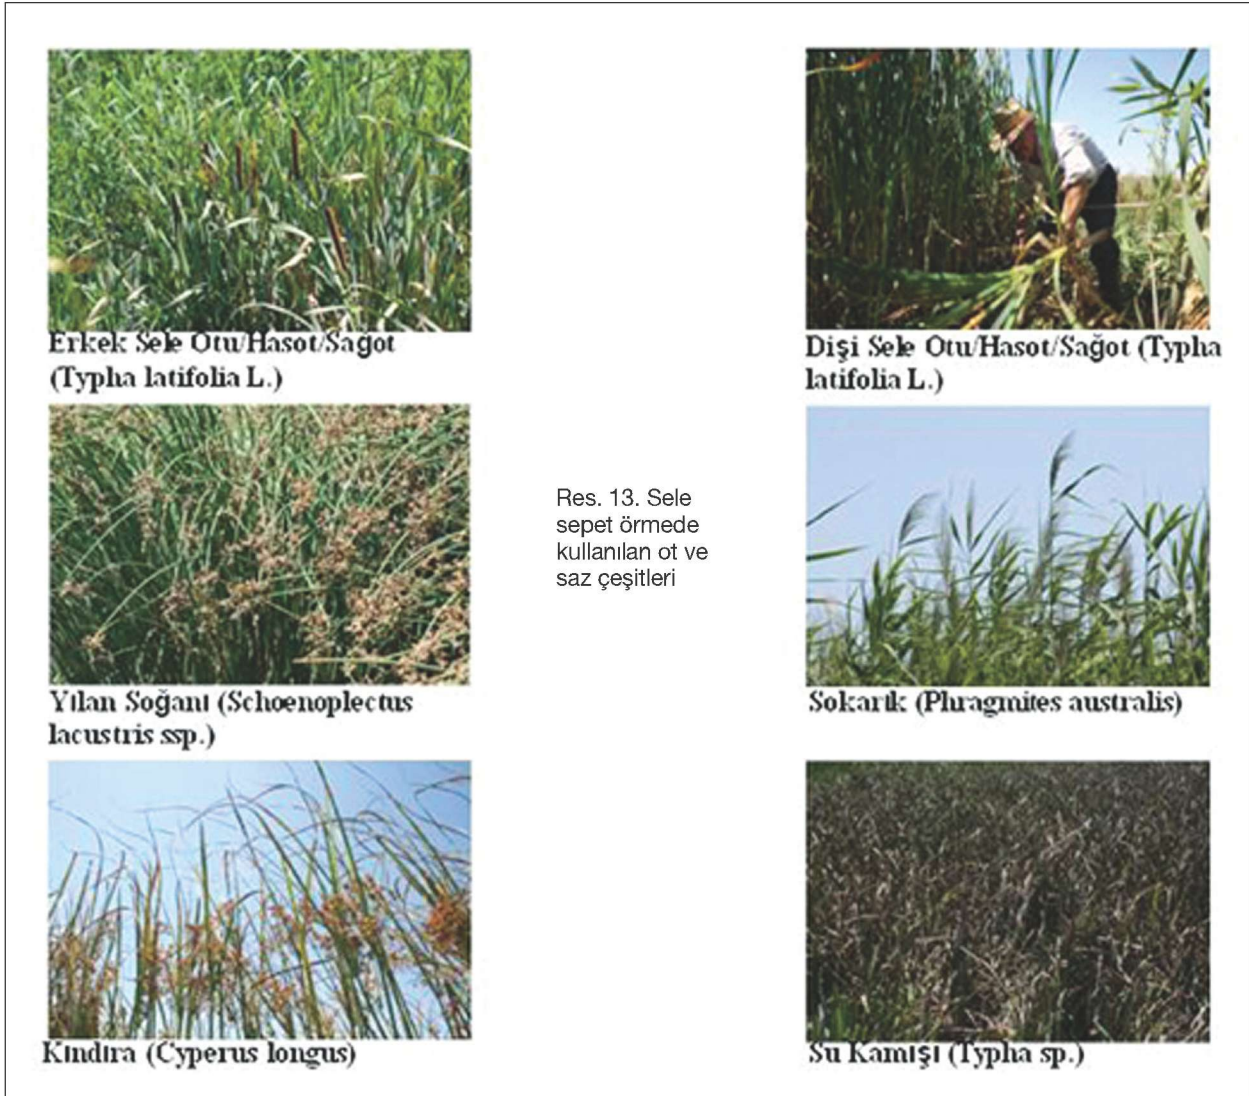 Erkek Sele Otu/Hasot/Sağot
(Typha latifolia L.)
Dişi Sele Otu/Hasot/Sağot (Typha
latifolia L.)
Res. 13. Sele
sepet örmede
kullanılan ot ve
saz çeşitleri
Yılan Soğanı (Schoenoplectus
lacustris ssp.)
Sokarik (Phragmites australis)
Kındıra (Cyperus longus)
Su Kamışı (Typha sp.)